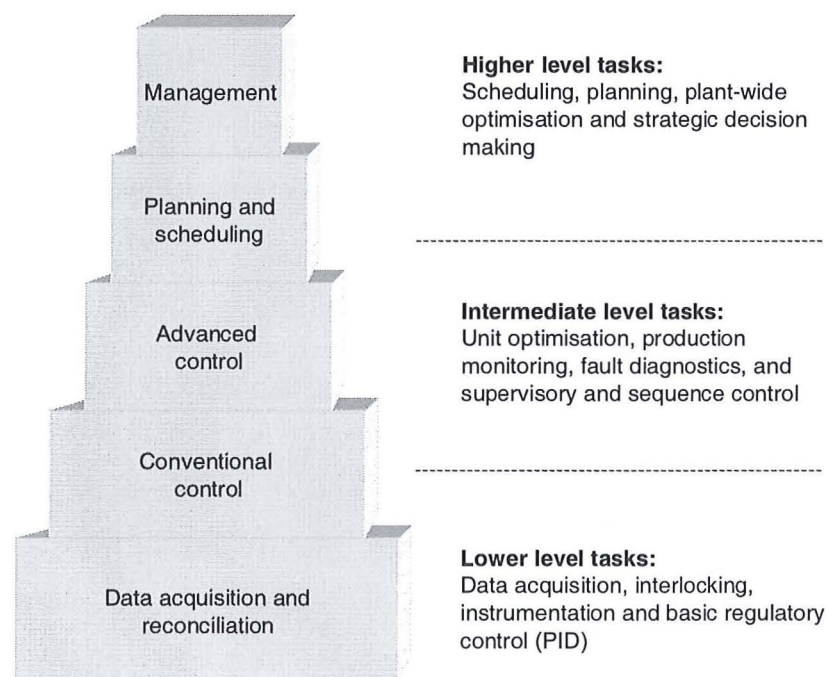 Management
Planning and
scheduling
Advanced
control
Conventional
control
Data acquisition and
reconciliation
Higher level tasks:
Scheduling, planning, plant-wide
optimisation and strategic decision
making
Intermediate level tasks:
Unit optimisation, production
monitoring, fault diagnostics, and
supervisory and sequence control
Lower level tasks:
Data acquisition, interlocking,
instrumentation and basic regulatory
control (PID)